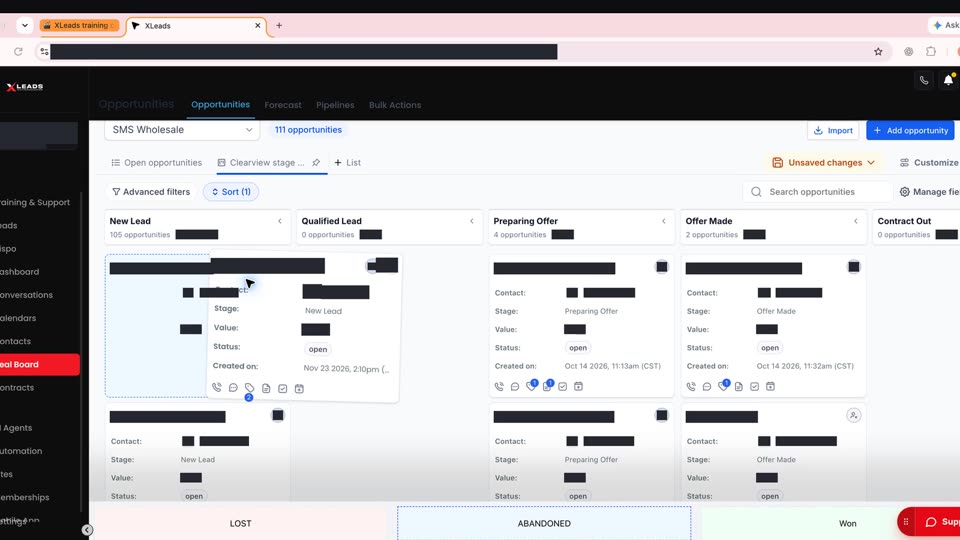 XLeads training
XLeads
Ask
XLEADS
Opportunities
Opportunities
Forecast
Pipelines
Bulk Actions
SMS Wholesale
111 opportunities
Import
+ Add opportunity
Open opportunities
Clearview stage ...
+ List
Unsaved changes
Customize
Advanced filters
Sort (1)
Search opportunities
Manage fie
raining & Support
eads
ispo
ashboard
onversations
alendars
ontacts
eal Board
ontracts
I Agents
utomation
ites
emberships
New Lead
105 opportunities
Qualified Lead
0 opportunities
Preparing Offer
4 opportunities
Offer Made
2 opportunities
Contract Out
0 opportunities
Stage:
New Lead
Value:
Status:
open
Created on:
Nov 23 2026, 2:10pm (...
2
Contact:
Stage:
Preparing Offer
Value:
Status:
open
Created on:
Oct 14 2026, 11:13am (CST)
1
1
Contact:
Stage:
Offer Made
Value:
Status:
open
Created on:
Oct 14 2026, 11:32am (CST)
1
Contact:
Stage:
New Lead
Value:
Status:
open
Contact:
Stage:
Preparing Offer
Value:
Status:
open
Contact:
Stage:
Offer Made
Value:
Status:
open
LOST
ABANDONED
Won
Supp